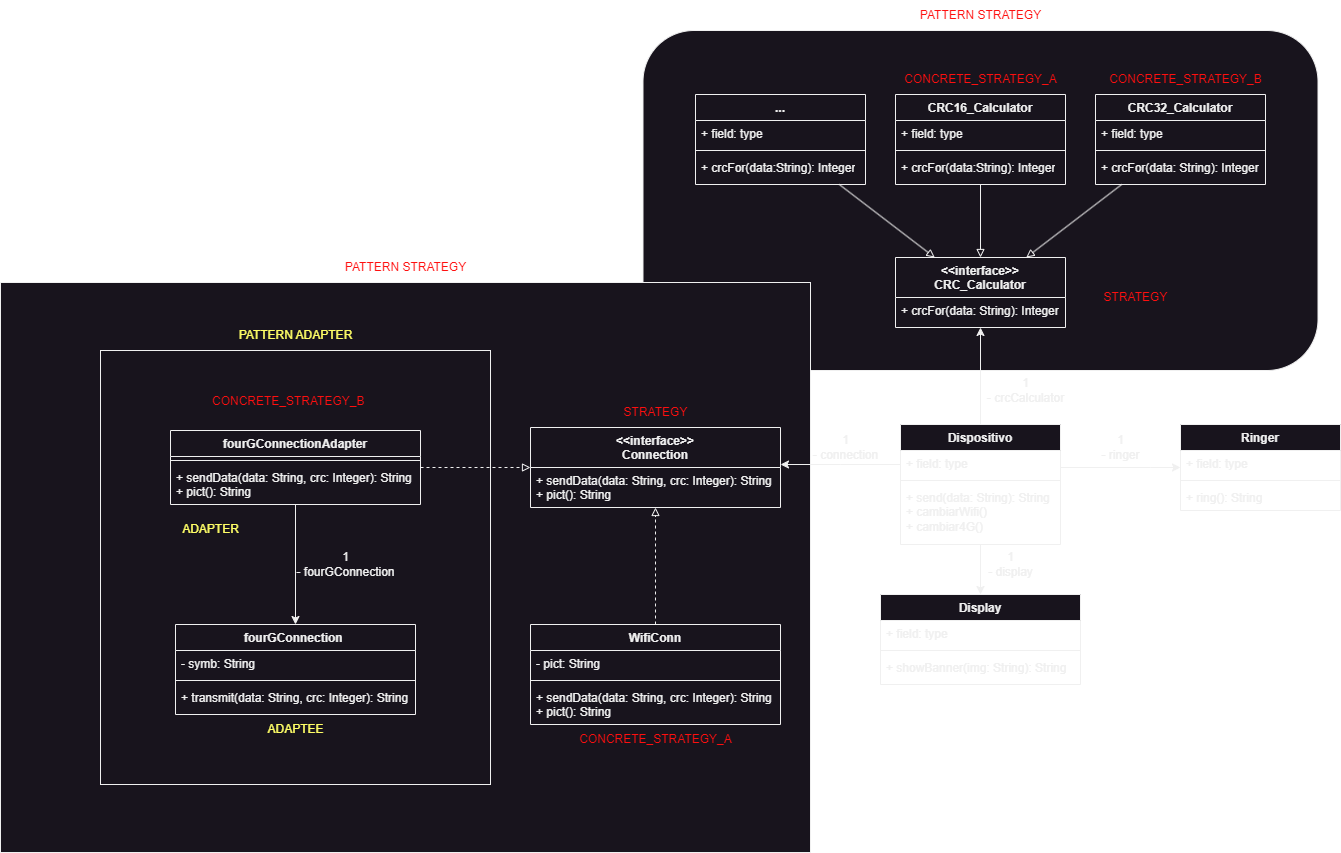 PATTERN STRATEGY
CONCRETE_STRATEGY_A
CONCRETE_STRATEGY_B
...
+ field: type
+ crcFor(data:String): Integer
CRC16_Calculator
+ field: type
+ crcFor(data:String): Integer
CRC32_Calculator
+ field: type
+ crcFor(data: String): Integer
<<interface>>
CRC_Calculator
+ crcFor(data: String): Integer
STRATEGY
PATTERN STRATEGY
PATTERN ADAPTER
CONCRETE_STRATEGY_B
fourGConnectionAdapter
+ sendData(data: String, crc: Integer): String
+ pict(): String
ADAPTER
1
- fourGConnection
fourGConnection
- symb: String
+ transmit(data: String, crc: Integer): String
ADAPTEE
STRATEGY
<<interface>>
Connection
+ sendData(data: String, crc: Integer): String
+ pict(): String
WifiConn
- pict: String
+ sendData(data: String, crc: Integer): String
+ pict(): String
CONCRETE_STRATEGY_A
1
- crcCalculator
1
- connection
Dispositivo
+ field: type
+ send(data: String): String
+ cambiarWifi()
+ cambiar4G()
1
- ringer
Ringer
+ field: type
+ ring(): String
1
- display
Display
+ field: type
+ showBanner(img: String): String